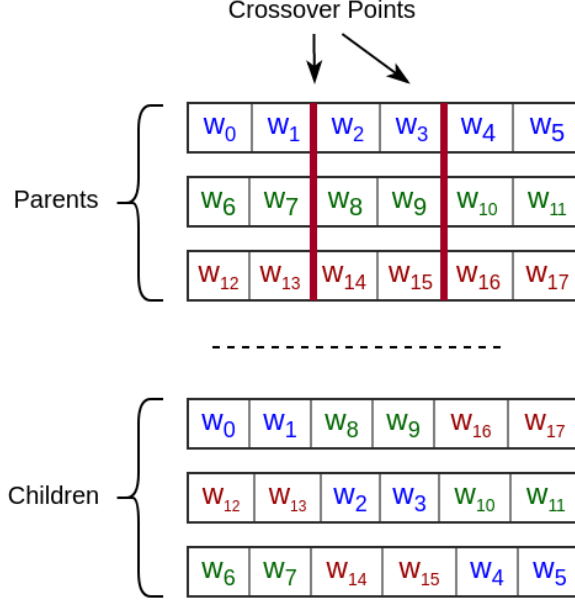 Crossover Points
w0 w1 w2 w3 w4 w5
Parents
w6 w7 w8 w9 w10 w11
w12 w13 w14 w15 w16 w17
w0 w1 w8 w9 w16 w17
Children
w12 w13 w2 w3 w10 w11
w6 w7 w14 w15 w4 w5